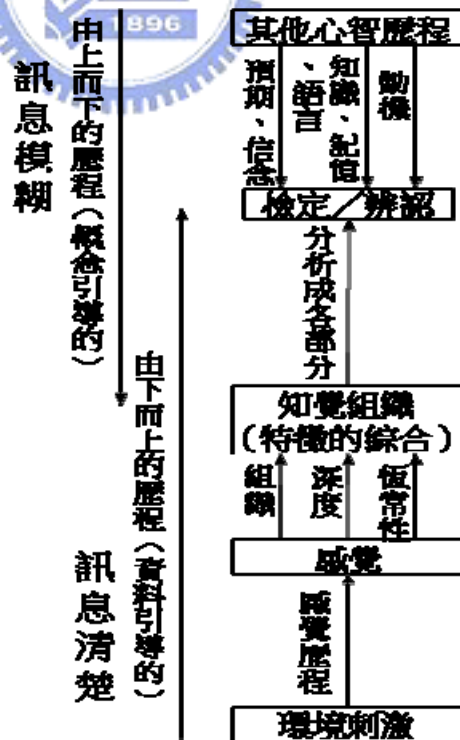 1896
訊息模糊
由上而下的歷程(概念引導的)
其他心智歷程
預期、信念
、語言
知識、記憶
動機
檢定/辨認
分析成各部分
由下而上的歷程(資料引導的)
知覺組織
(特徵的綜合)
組織
深度
恆常性
訊息清楚
感覺
感覺歷程
環境刺激